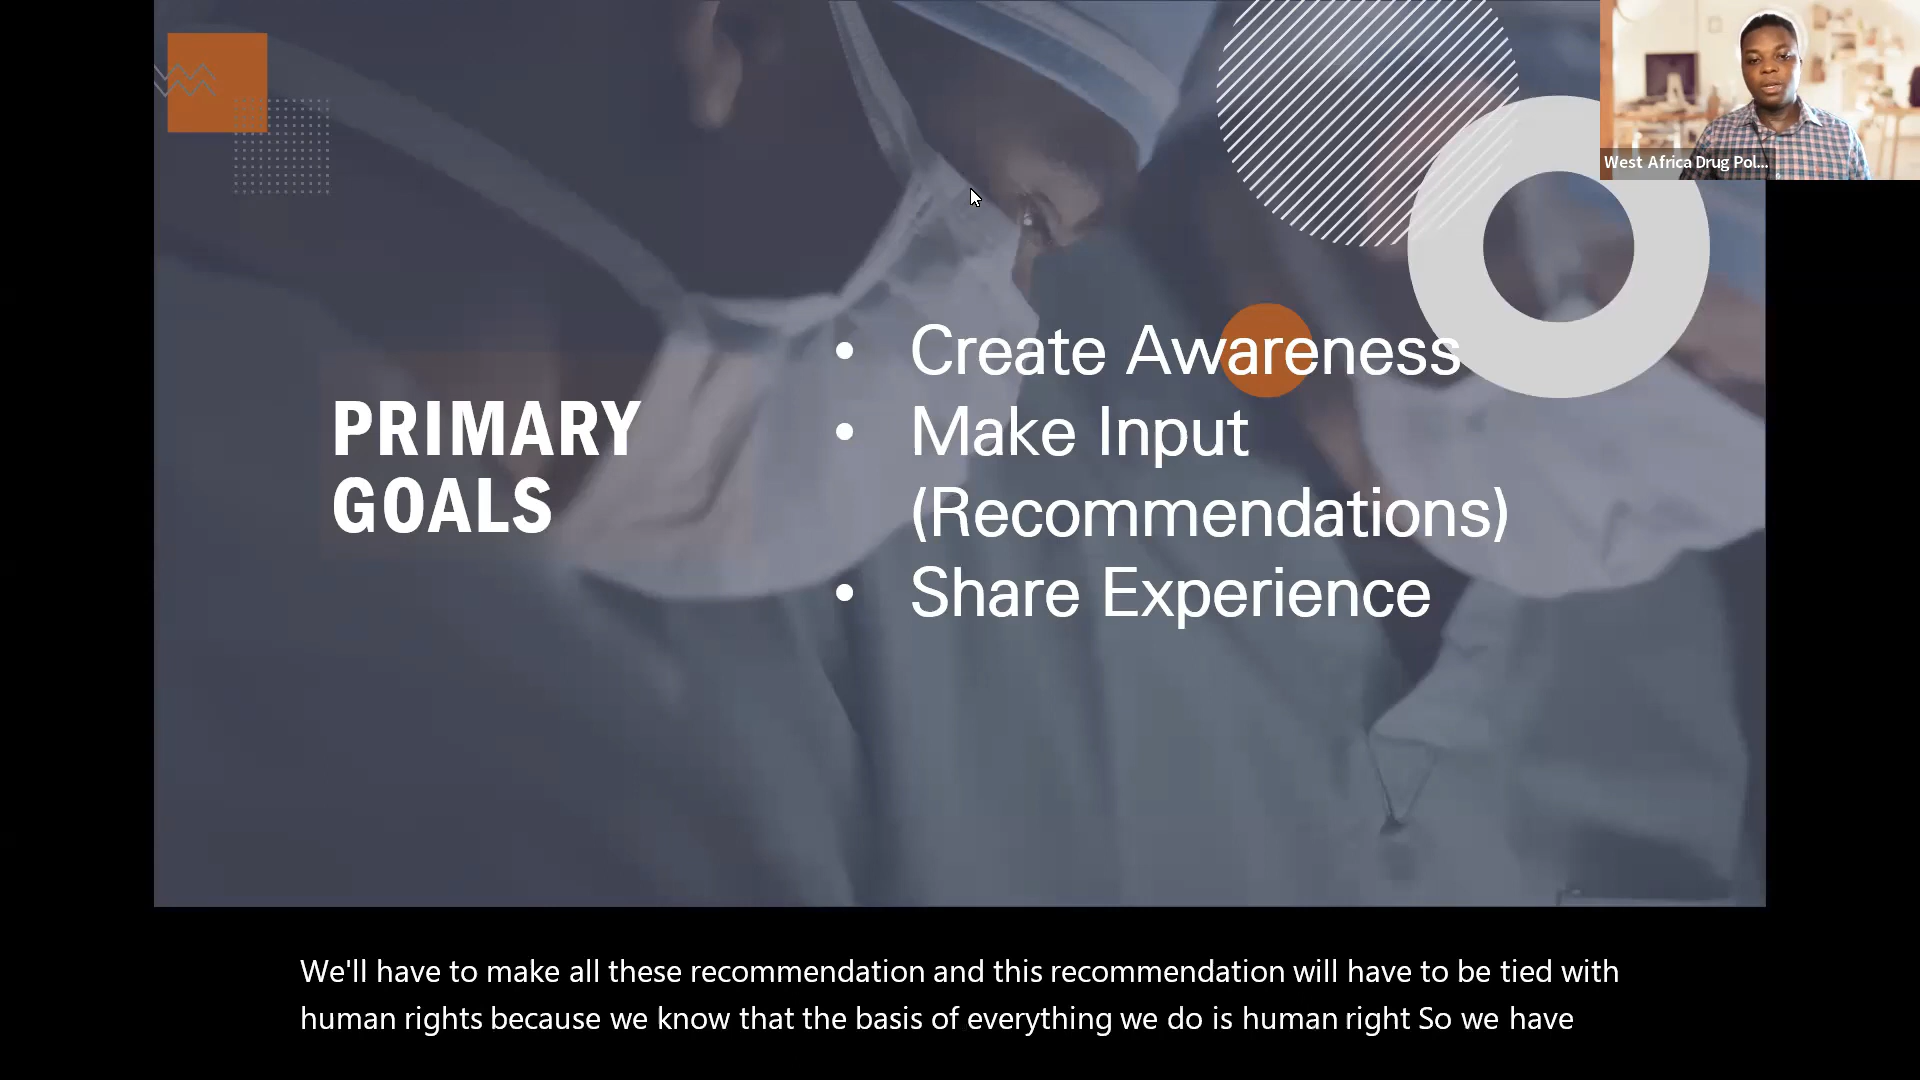 West Africa Drug Pol...
PRIMARY
GOALS
• Create Awareness
• Make Input
(Recommendations)
• Share Experience
We'll have to make all these recommendation and this recommendation will have to be tied with
human rights because we know that the basis of everything we do is human right So we have